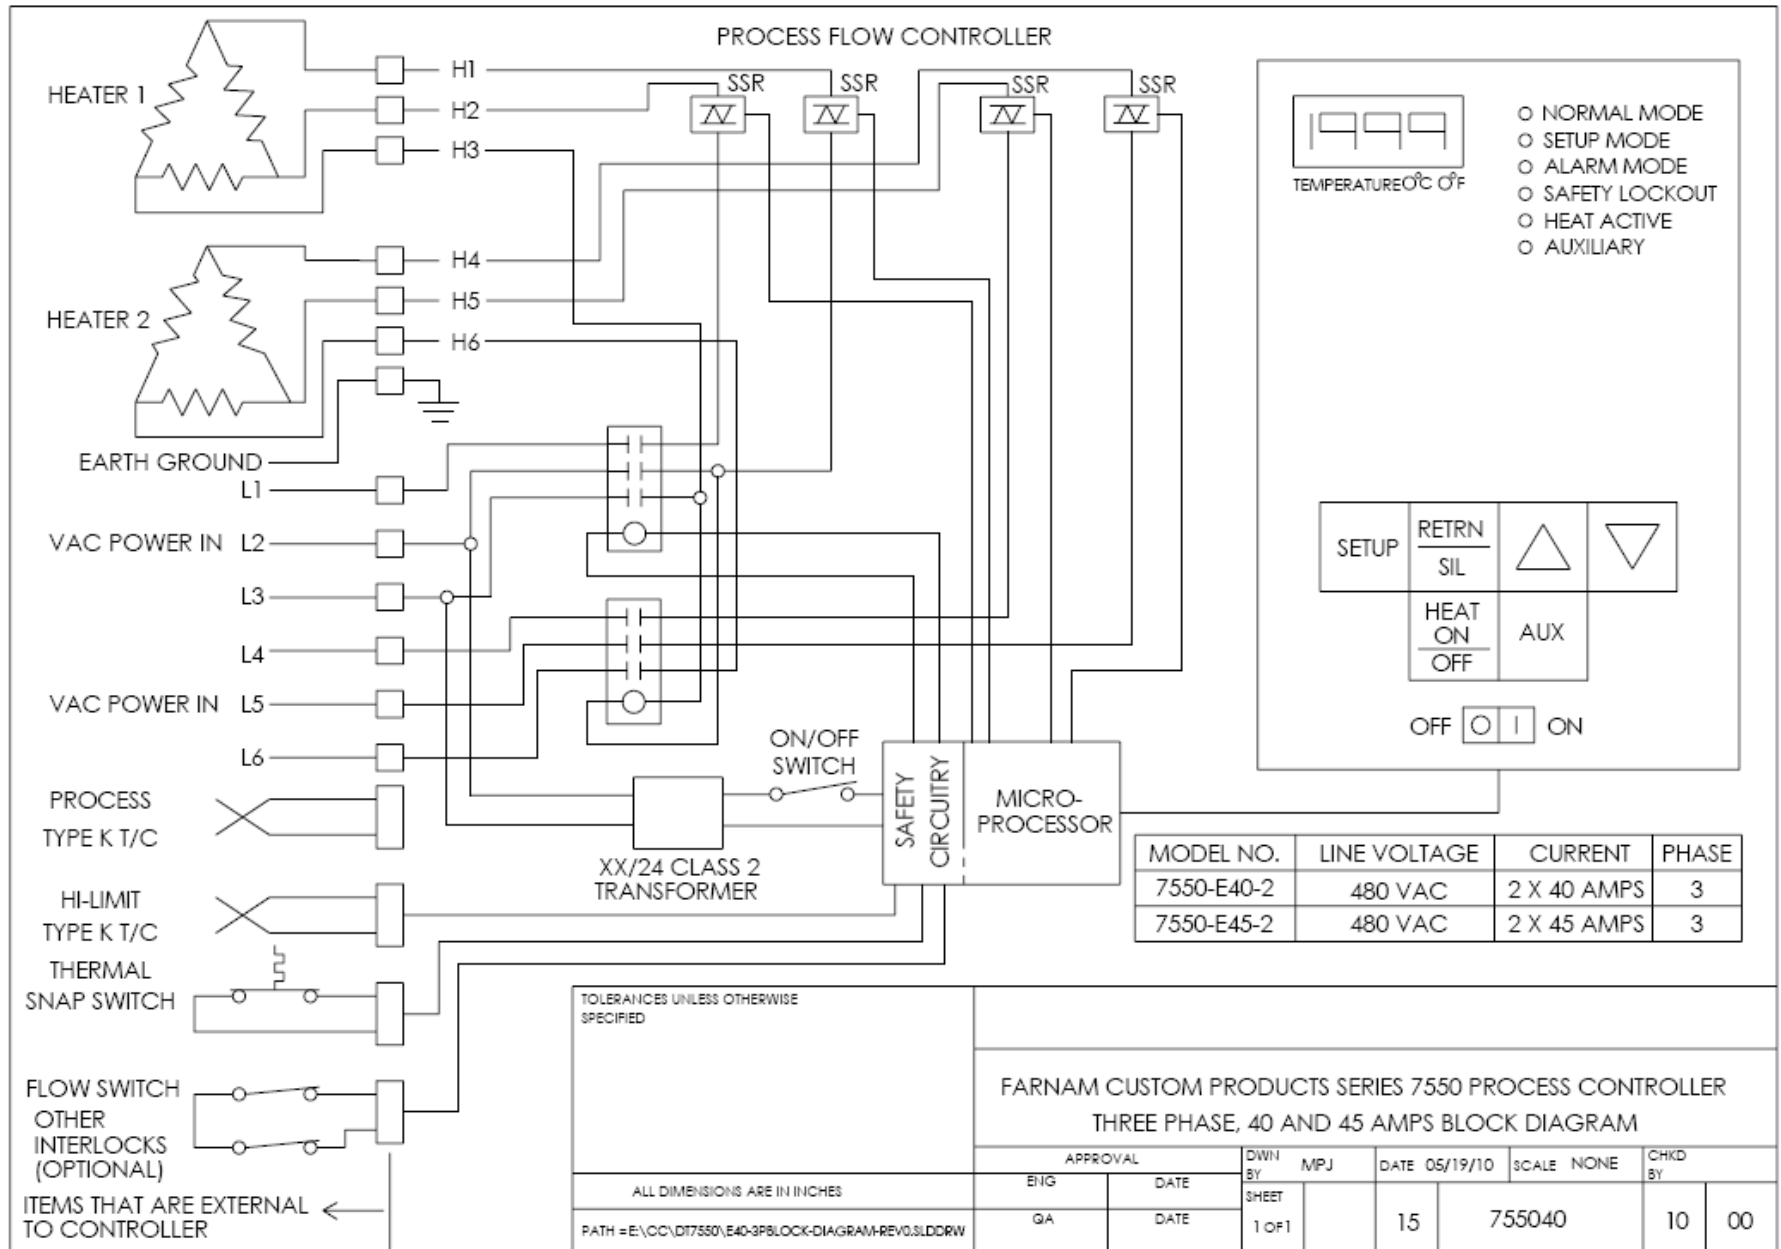 PROCESS FLOW CONTROLLER
HEATER 1
H1
H2
H3
SSR
SSR
SSR
SSR
HEATER 2
H4
H5
H6
EARTH GROUND
L1
VAC POWER IN L2
L3
L4
VAC POWER IN L5
L6
PROCESS
TYPE K T/C
HI-LIMIT
TYPE K T/C
THERMAL
SNAP SWITCH
FLOW SWITCH
OTHER
INTERLOCKS
(OPTIONAL)
ITEMS THAT ARE EXTERNAL
TO CONTROLLER
XX/24 CLASS 2
TRANSFORMER
ON/OFF
SWITCH
SAFETY
CIRCUITRY
MICRO-
PROCESSOR
1999
TEMPERATURE O°C O°F
NORMAL MODE
SETUP MODE
ALARM MODE
SAFETY LOCKOUT
HEAT ACTIVE
AUXILIARY
SETUP
RETRN
SIL
HEAT
ON
OFF
AUX
OFF O I ON
MODEL NO. LINE VOLTAGE CURRENT PHASE
7550-E40-2 480 VAC 2 X 40 AMPS 3
7550-E45-2 480 VAC 2 X 45 AMPS 3
TOLERANCES UNLESS OTHERWISE
SPECIFIED
ALL DIMENSIONS ARE IN INCHES
PATH =E:\CC\DT7550\E40-3PBLOCK-DIAGRAM-REV0.SLDDRW
FARNAM CUSTOM PRODUCTS SERIES 7550 PROCESS CONTROLLER
THREE PHASE, 40 AND 45 AMPS BLOCK DIAGRAM
APPROVAL
ENG DATE
QA DATE
DWN
BY MPJ
DATE 05/19/10
SCALE NONE
CHKD
BY
SHEET
1 OF1
15
755040
10
00